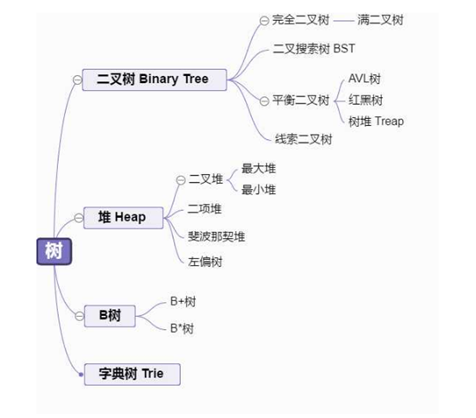 树
二叉树 Binary Tree
完全二叉树
满二叉树
二叉搜索树 BST
平衡二叉树
AVL树
红黑树
树堆 Treap
线索二叉树
堆 Heap
二叉堆
最大堆
最小堆
二项堆
斐波那契堆
左偏树
B树
B+树
B*树
字典树 Trie